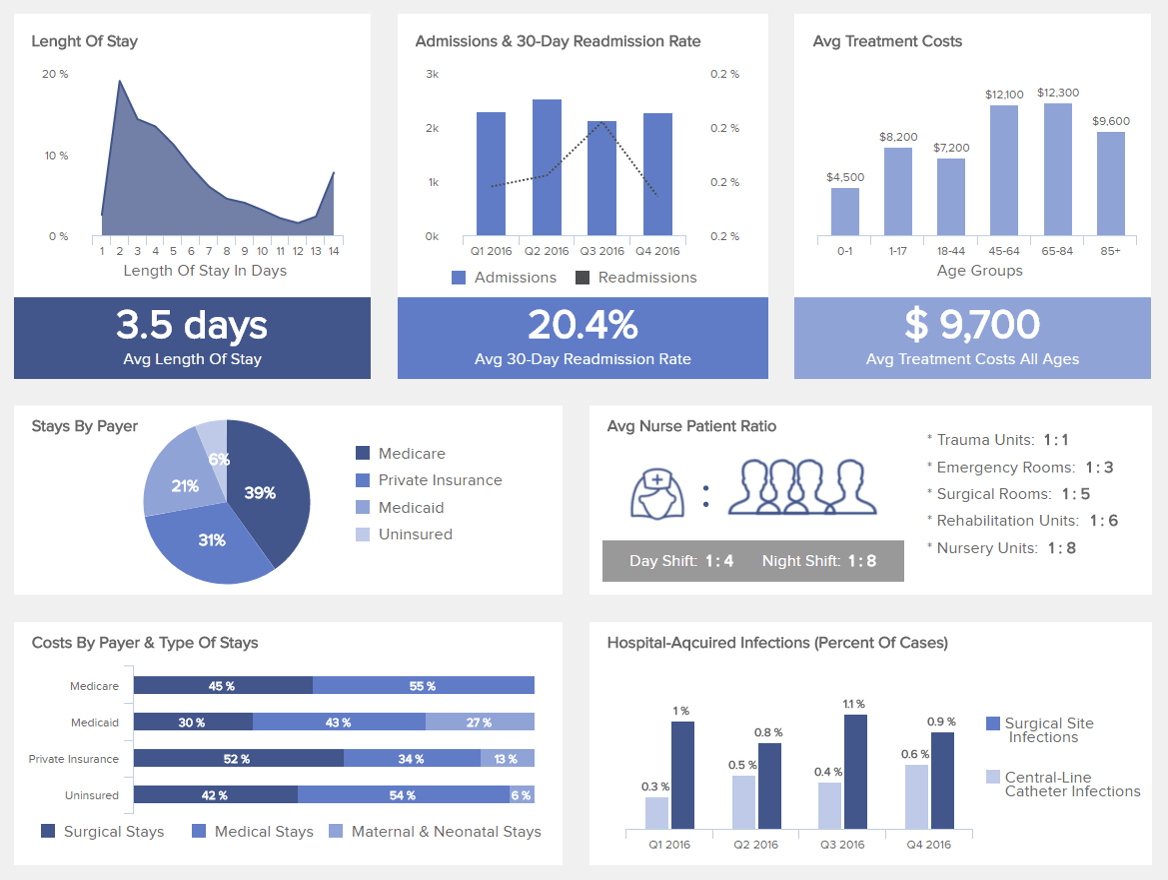 Lenght Of Stay
20 %
10 %
0 %
1 2 3 4 5 6 7 8 9 10 11 12 13 14
Length Of Stay In Days
3.5 days
Avg Length Of Stay
Admissions & 30-Day Readmission Rate
3k
2k
1k
0k
0.2 %
0.2 %
0.2 %
0.2 %
Q1 2016 Q2 2016 Q3 2016 Q4 2016
Admissions Readmissions
20.4%
Avg 30-Day Readmission Rate
Avg Treatment Costs
$4,500 $8,200 $7,200 $12,100 $12,300 $9,600
0-1 1-17 18-44 45-64 65-84 85+
Age Groups
$ 9,700
Avg Treatment Costs All Ages
Stays By Payer
6%
21%
39%
31%
Medicare
Private Insurance
Medicaid
Uninsured
Avg Nurse Patient Ratio
:
Day Shift: 1 : 4 Night Shift: 1 : 8
* Trauma Units: 1 : 1
* Emergency Rooms: 1 : 3
* Surgical Rooms: 1 : 5
* Rehabilitation Units: 1 : 6
* Nursery Units: 1 : 8
Costs By Payer & Type Of Stays
Medicare 45 % 55 %
Medicaid 30 % 43 % 27 %
Private Insurance 52 % 34 % 13 %
Uninsured 42 % 54 % 6 %
Surgical Stays Medical Stays Maternal & Neonatal Stays
Hospital-Aqcuired Infections (Percent Of Cases)
0.3 % 1 % 0.5 % 0.8 % 0.4 % 1.1 % 0.6 % 0.9 %
Q1 2016 Q2 2016 Q3 2016 Q4 2016
Surgical Site
Infections
Central-Line
Catheter Infections